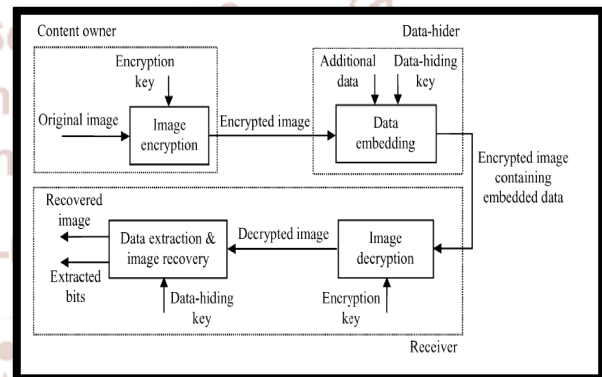 Content owner
Data-hider
Encryption
key
Additional
data
Data-hiding
key
Original image
Image
encryption
Encrypted image
Data
embedding
Encrypted image
containing
embedded data
Recovered
image
Extracted
bits
Data extraction &
image recovery
Decrypted image
Image
decryption
Data-hiding
key
Encryption
key
Receiver